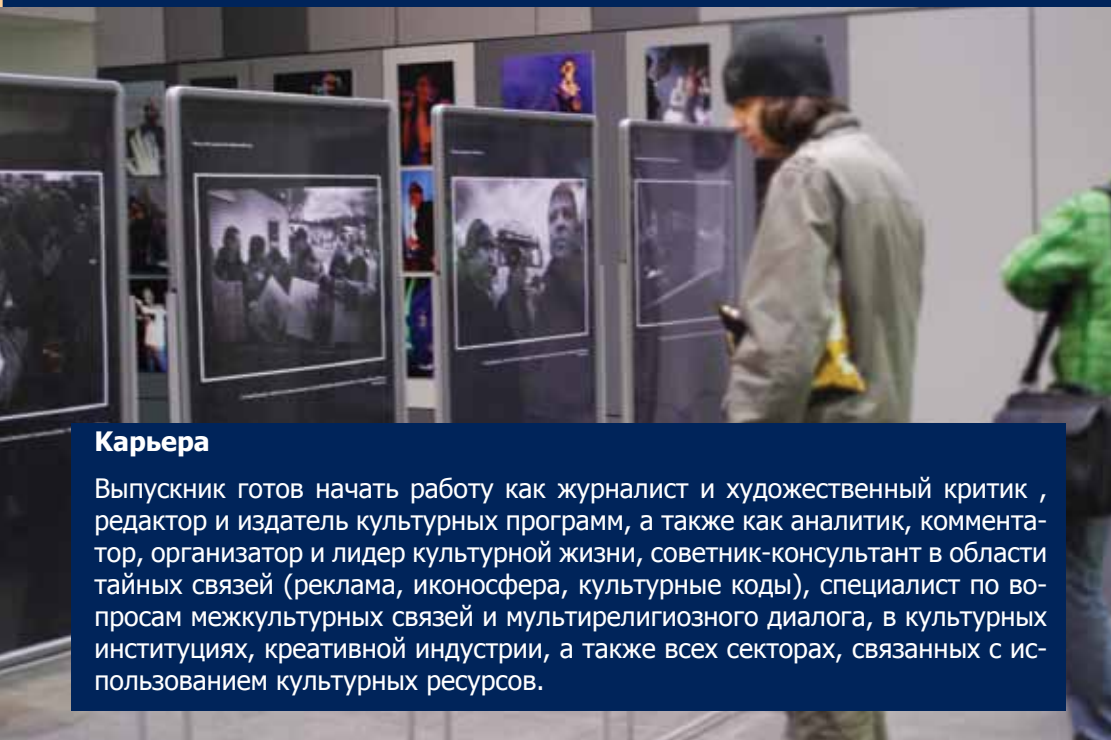 Карьера
Выпускник готов начать работу как журналист и художественный критик ,
редактор и издатель культурных программ, а также как аналитик, коммента-
тор, организатор и лидер культурной жизни, советник-консультант в области
тайных связей (реклама, иконосфера, культурные коды), специалист по во-
просам межкультурных связей и мультирелигиозного диалога, в культурных
институциях, креативной индустрии, а также всех секторах, связанных с ис-
пользованием культурных ресурсов.